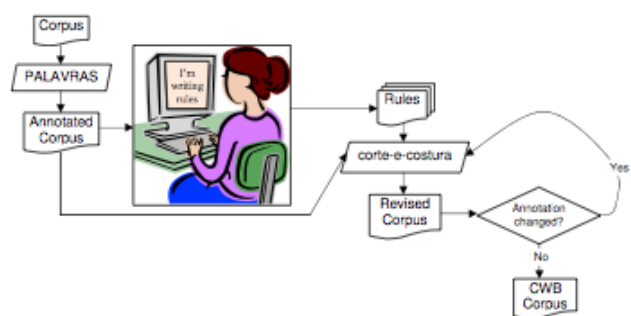 Corpus
PALAVRAS
Annotated
Corpus
I'm
writing
rules
Rules
corte-e-costura
Revised
Corpus
Annotation
changed?
Yes
No
CWB
Corpus